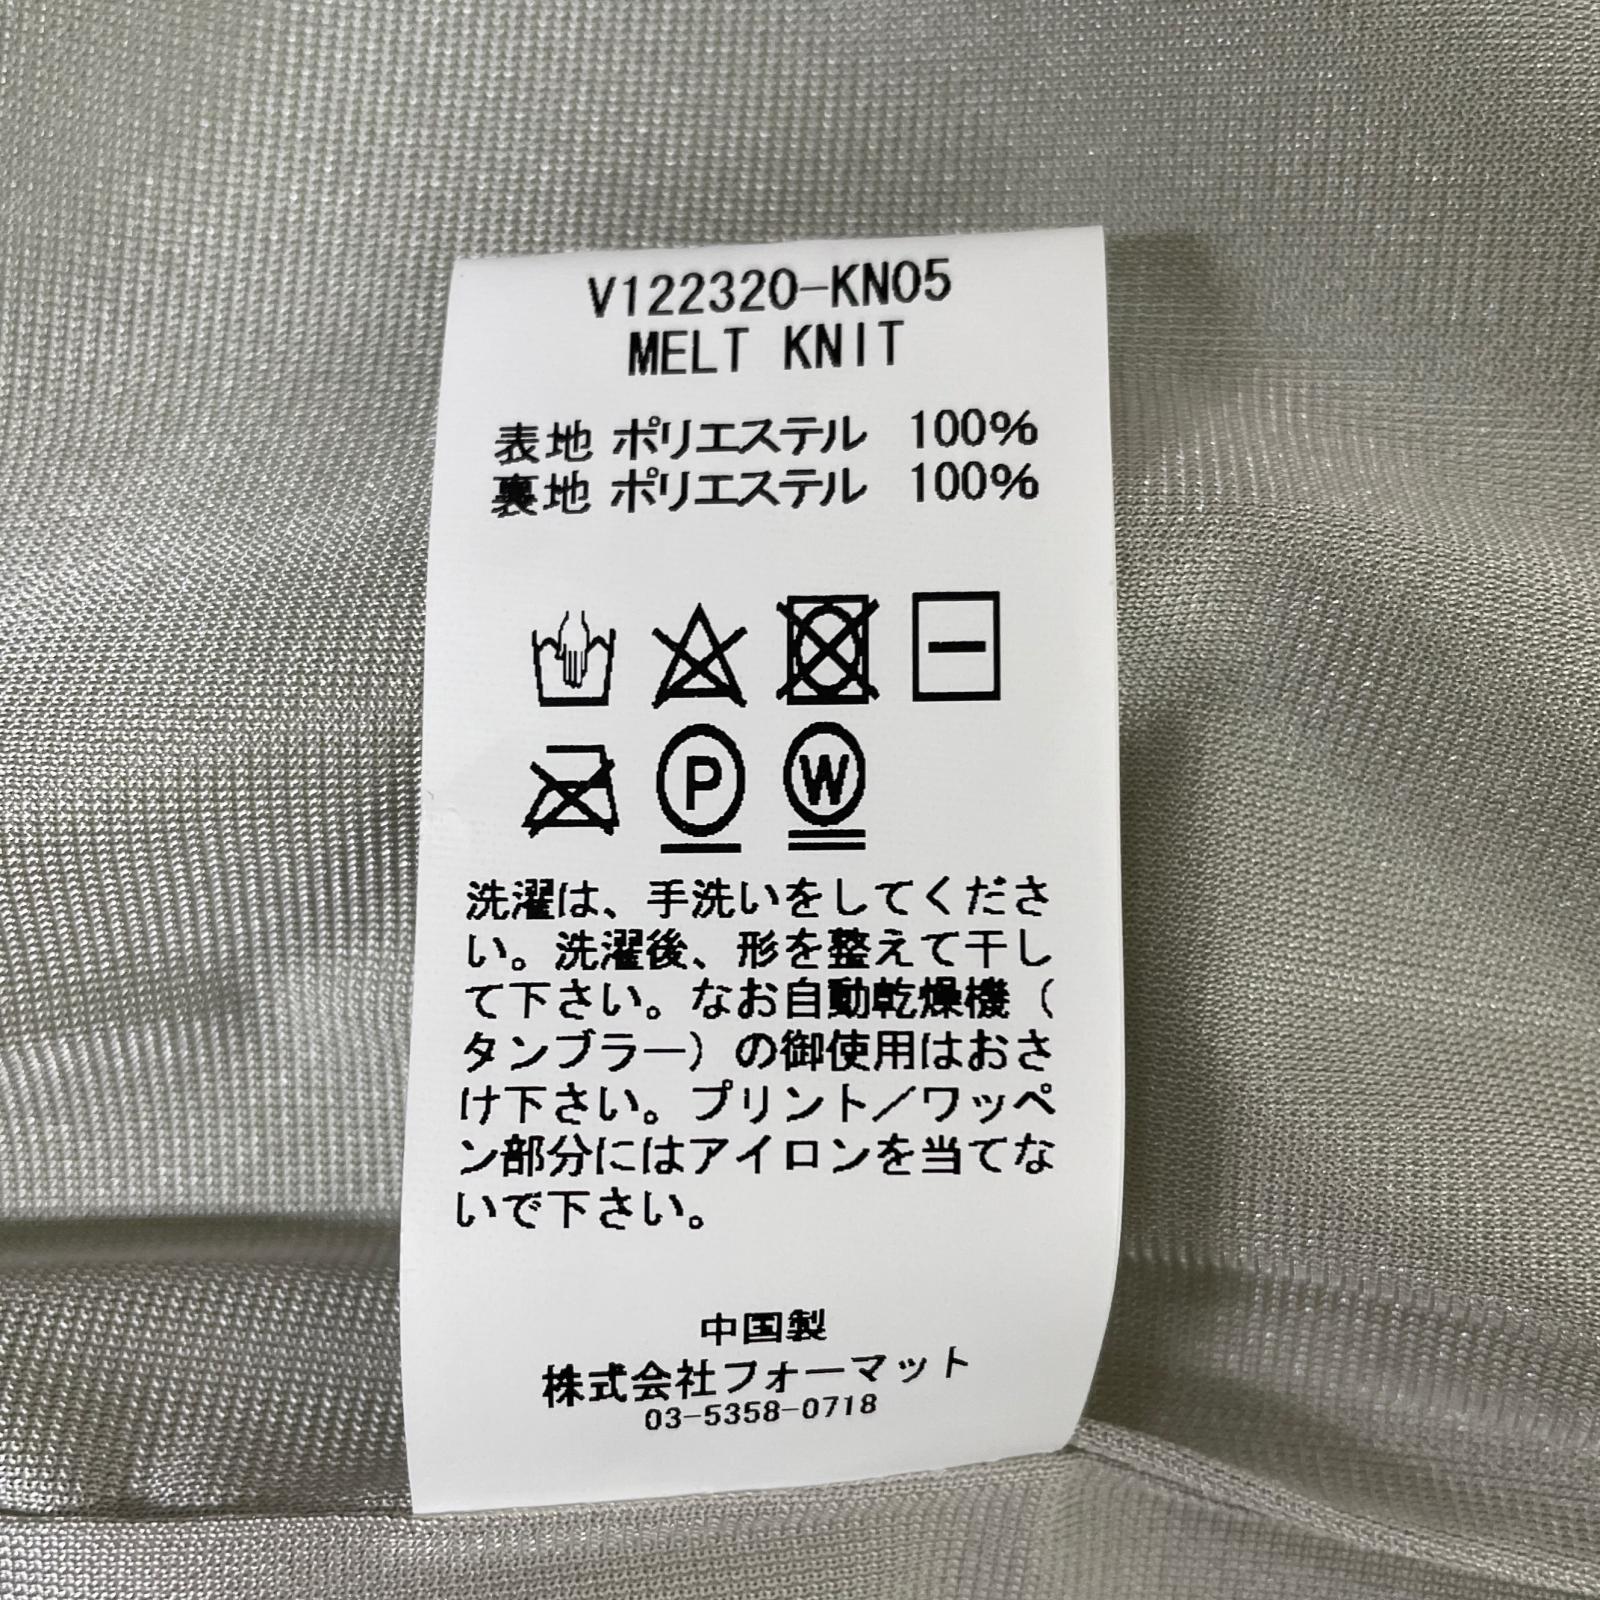 V122320-KN05
MELT KNIT
表地 ポリエステル 100%
裏地 ポリエステル 100%
P W
洗濯は、手洗いをしてくださ
い。洗濯後、形を整えて干し
て下さい。なお自動乾燥機（
タンブラー）の御使用はおさ
け下さい。プリント／ワッペ
ン部分にはアイロンを当てな
いで下さい。
中国製
株式会社フォーマット
03-5358-0718